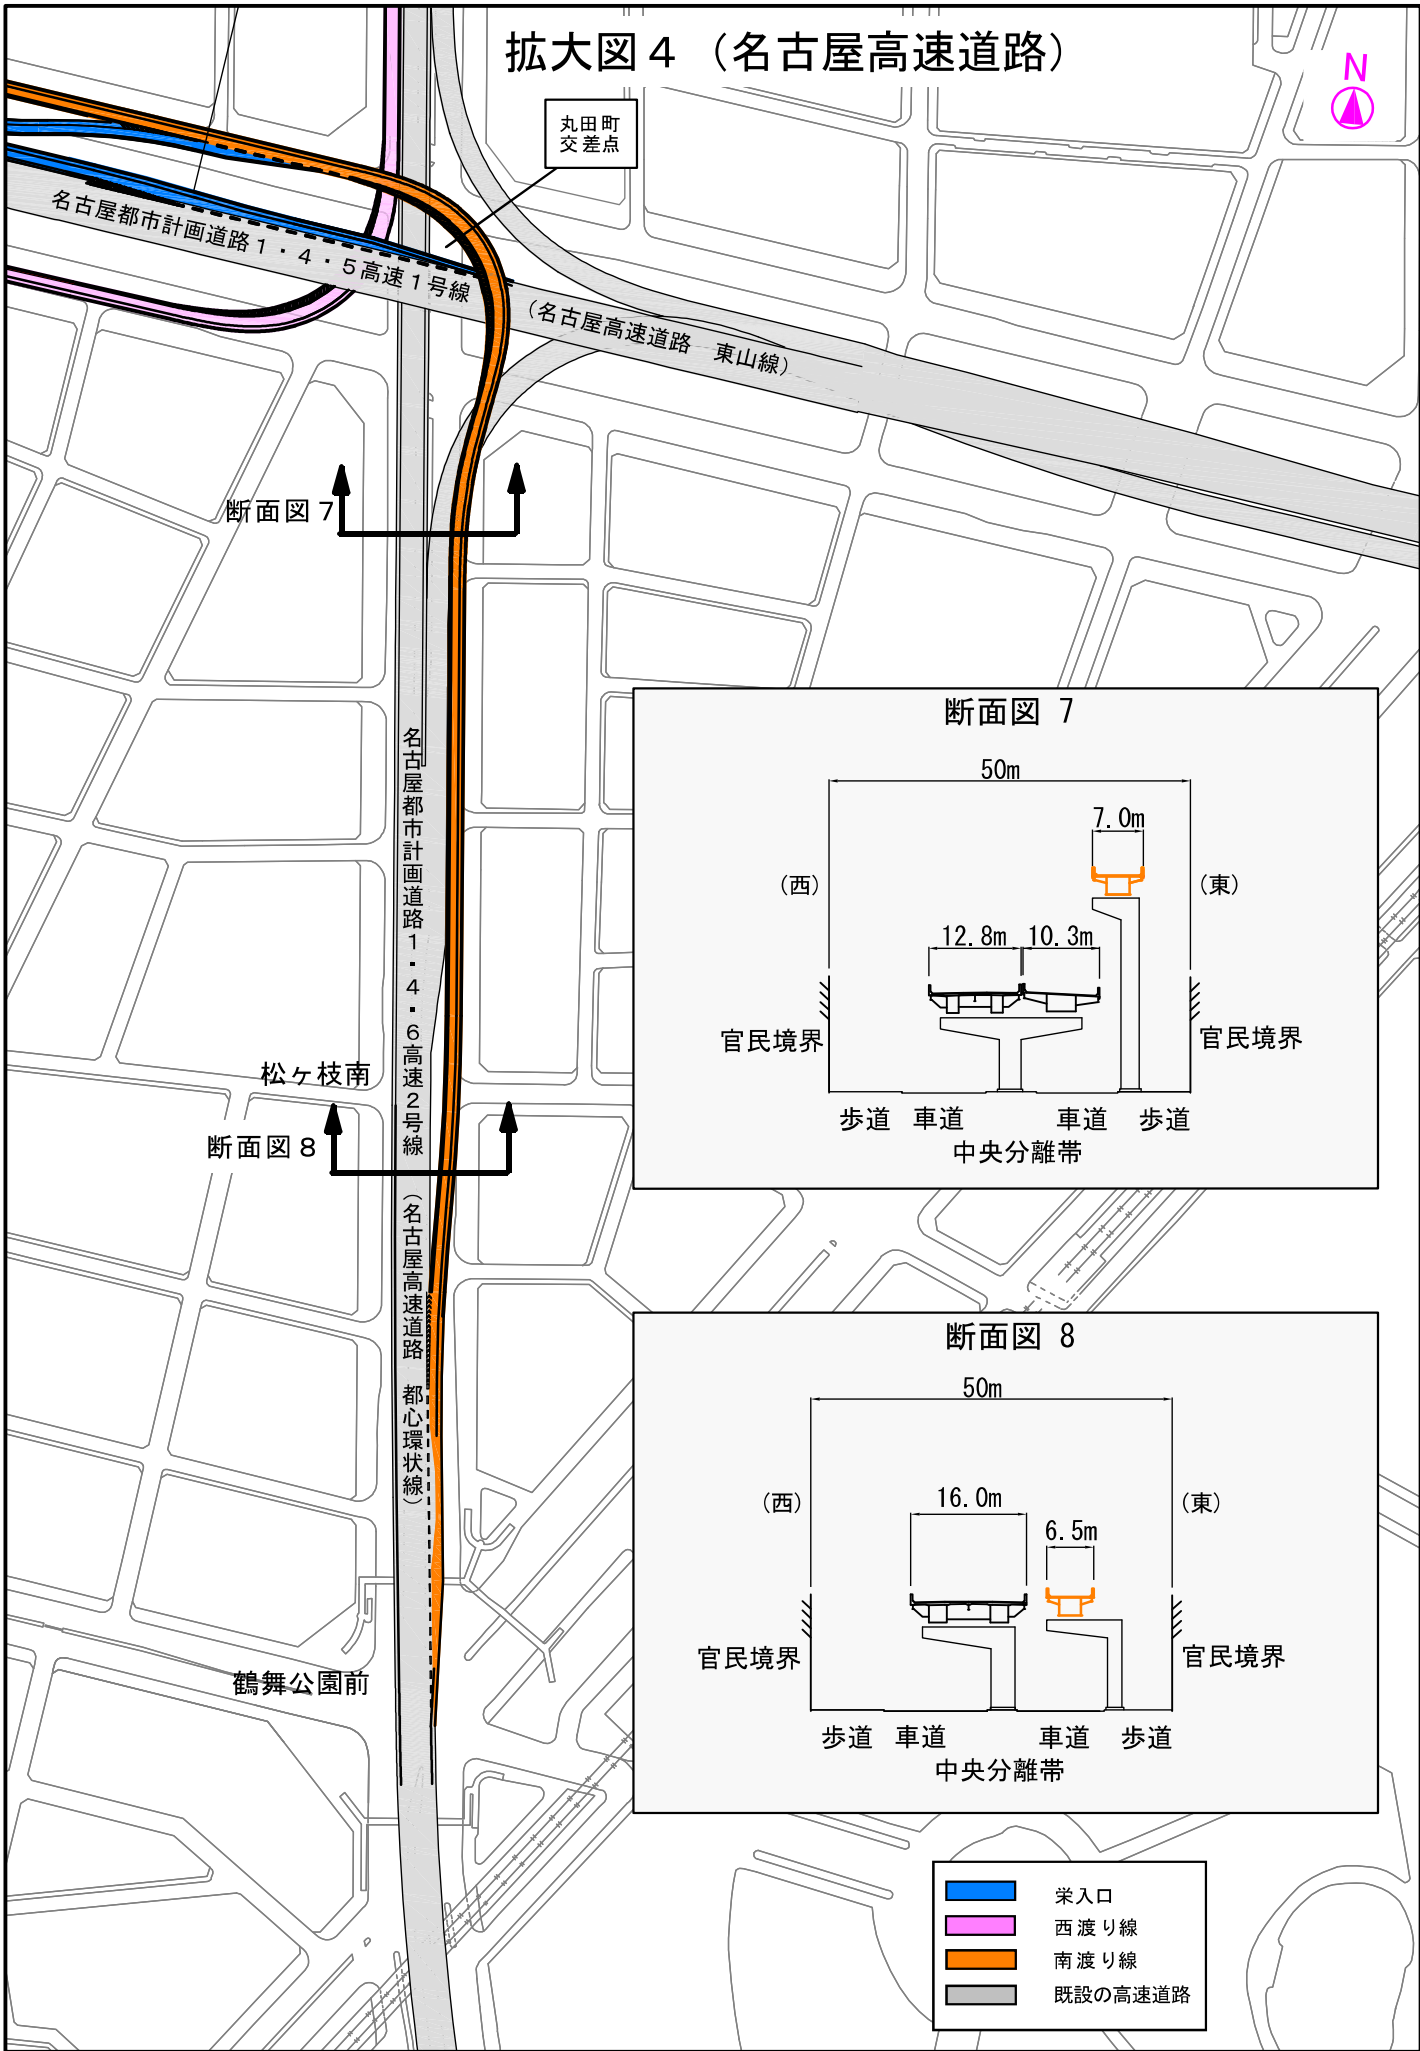 拡大図４（名古屋高速道路）
N
丸田町
交差点
名古屋都市計画道路１・４・５高速１号線
（名古屋高速道路　東山線）
断面図７
名古屋都市計画道路１・４・６高速２号線（名古屋高速道路　都心環状線）
松ヶ枝南
断面図８
鶴舞公園前
断面図 7
50m
7.0m
（西）
（東）
12.8m
10.3m
官民境界
官民境界
歩道
車道
車道
歩道
中央分離帯
断面図 8
50m
（西）
16.0m
（東）
6.5m
官民境界
官民境界
歩道
車道
車道
歩道
中央分離帯
栄入口
西渡り線
南渡り線
既設の高速道路